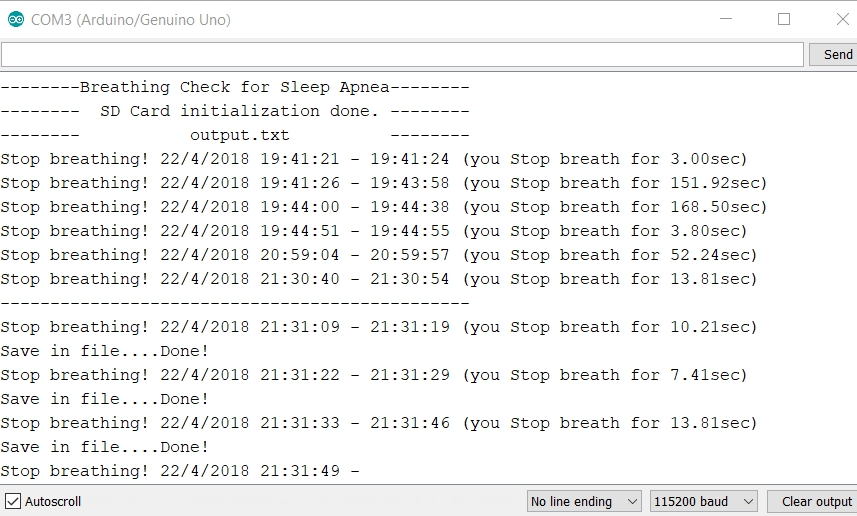 COM3 (Arduino/Genuino Uno)
Send
--------Breathing Check for Sleep Apnea--------
--------  SD Card initialization done. --------
--------           output.txt          --------
Stop breathing! 22/4/2018 19:41:21 - 19:41:24 (you Stop breath for 3.00sec)
Stop breathing! 22/4/2018 19:41:26 - 19:43:58 (you Stop breath for 151.92sec)
Stop breathing! 22/4/2018 19:44:00 - 19:44:38 (you Stop breath for 168.50sec)
Stop breathing! 22/4/2018 19:44:51 - 19:44:55 (you Stop breath for 3.80sec)
Stop breathing! 22/4/2018 20:59:04 - 20:59:57 (you Stop breath for 52.24sec)
Stop breathing! 22/4/2018 21:30:40 - 21:30:54 (you Stop breath for 13.81sec)
-----------------------------------------------
Stop breathing! 22/4/2018 21:31:09 - 21:31:19 (you Stop breath for 10.21sec)
Save in file....Done!
Stop breathing! 22/4/2018 21:31:22 - 21:31:29 (you Stop breath for 7.41sec)
Save in file....Done!
Stop breathing! 22/4/2018 21:31:33 - 21:31:46 (you Stop breath for 13.81sec)
Save in file....Done!
Stop breathing! 22/4/2018 21:31:49 -
Autoscroll No line ending 115200 baud Clear output